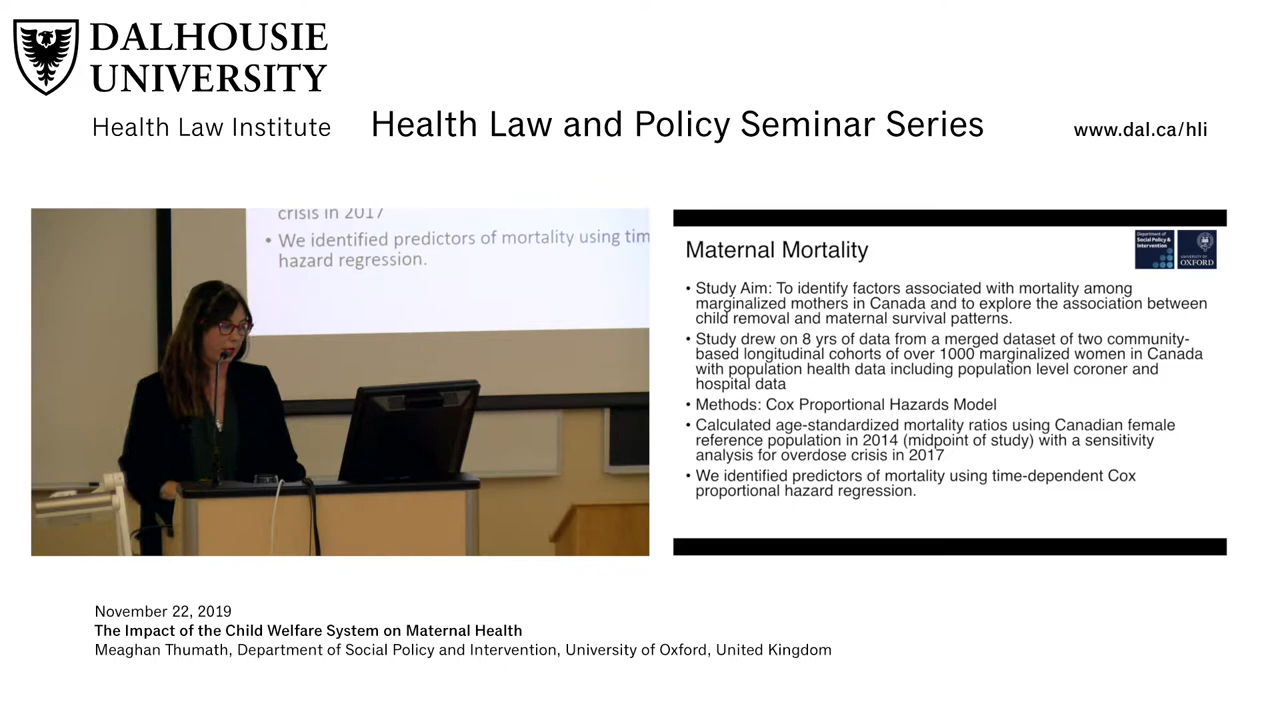 DALHOUSIE
UNIVERSITY
Health Law Institute
Health Law and Policy Seminar Series
www.dal.ca/hli
crisis in 2017
• We identified predictors of mortality using tim
hazard regression.
Maternal Mortality
Department of
Social Policy &
Intervention
UNIVERSITY OF
OXFORD
• Study Aim: To identify factors associated with mortality among
marginalized mothers in Canada and to explore the association between
child removal and maternal survival patterns.
• Study drew on 8 yrs of data from a merged dataset of two community-
based longitudinal cohorts of over 1000 marginalized women in Canada
with population health data including population level coroner and
hospital data
• Methods: Cox Proportional Hazards Model
• Calculated age-standardized mortality ratios using Canadian female
reference population in 2014 (midpoint of study) with a sensitivity
analysis for overdose crisis in 2017
• We identified predictors of mortality using time-dependent Cox
proportional hazard regression.
November 22, 2019
The Impact of the Child Welfare System on Maternal Health
Meaghan Thumath, Department of Social Policy and Intervention, University of Oxford, United Kingdom